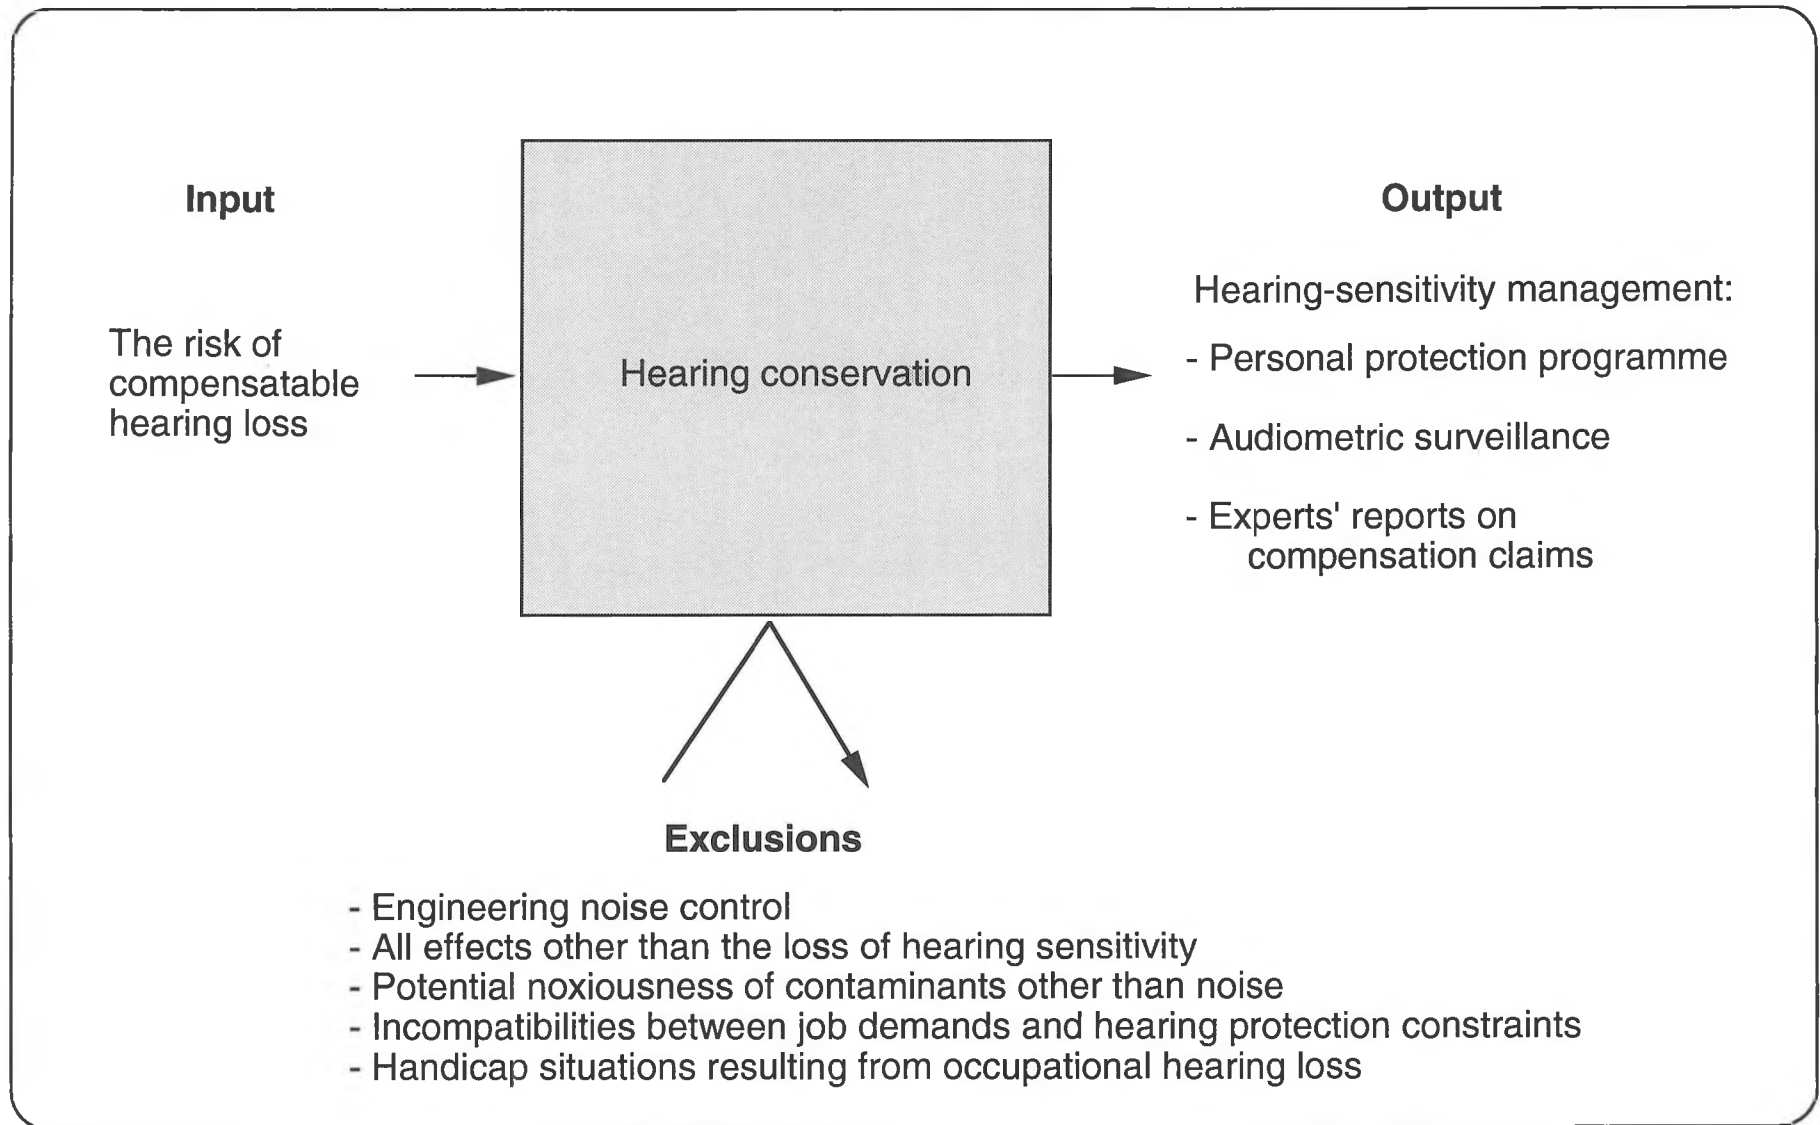 Input
The risk of
compensatable
hearing loss
Hearing conservation
Output
Hearing-sensitivity management:
- Personal protection programme
- Audiometric surveillance
- Experts' reports on
compensation claims
Exclusions
- Engineering noise control
- All effects other than the loss of hearing sensitivity
- Potential noxiousness of contaminants other than noise
- Incompatibilities between job demands and hearing protection constraints
- Handicap situations resulting from occupational hearing loss